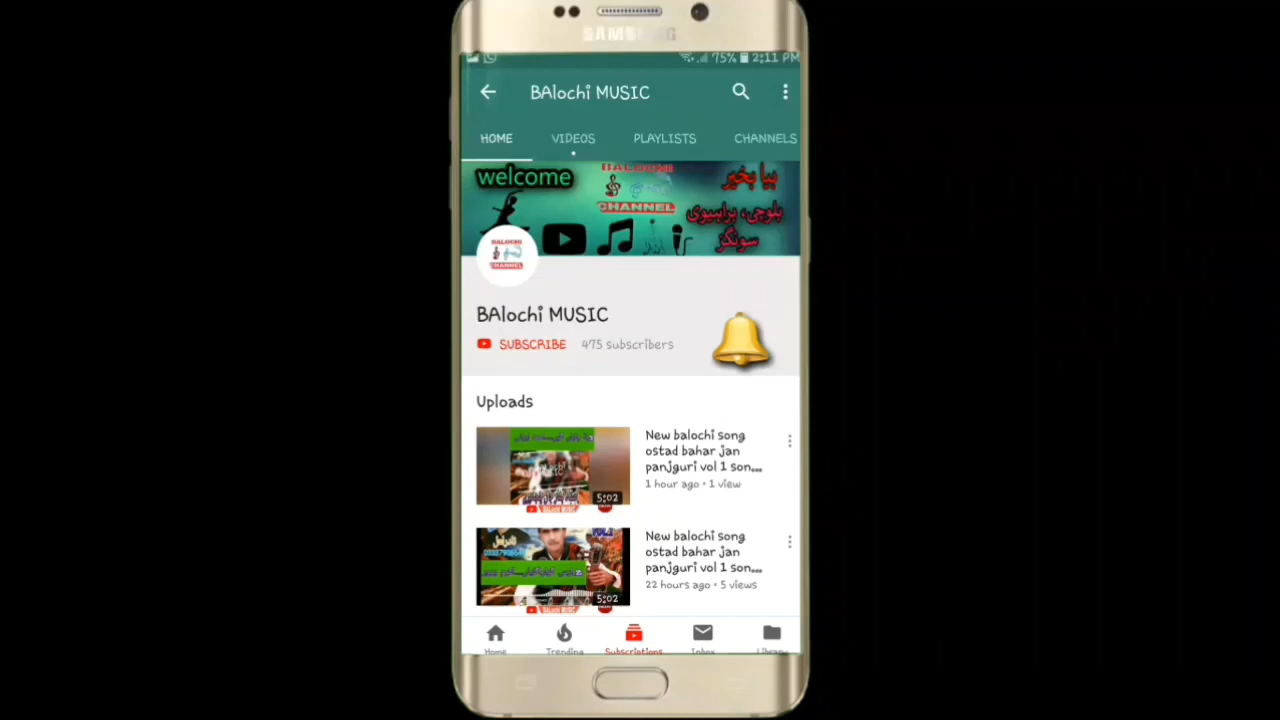 SAMSUNG
75% 2:11 PM
BAlochi MUSIC
HOME VIDEOS PLAYLISTS CHANNELS
welcome
BALOCHI
CHANNEL
بیا بخیر
بلوچی، براہیوی
سونگز
BALOCHI
CHANNEL
BAlochi MUSIC
SUBSCRIBE 475 subscribers
Uploads
New balochi song
ostad bahar jan
panjguri vol 1 son...
1 hour ago • 1 view
5:02
New balochi song
ostad bahar jan
panjguri vol 1 son...
22 hours ago • 5 views
5:02
Home Trending Subscriptions Inbox Library